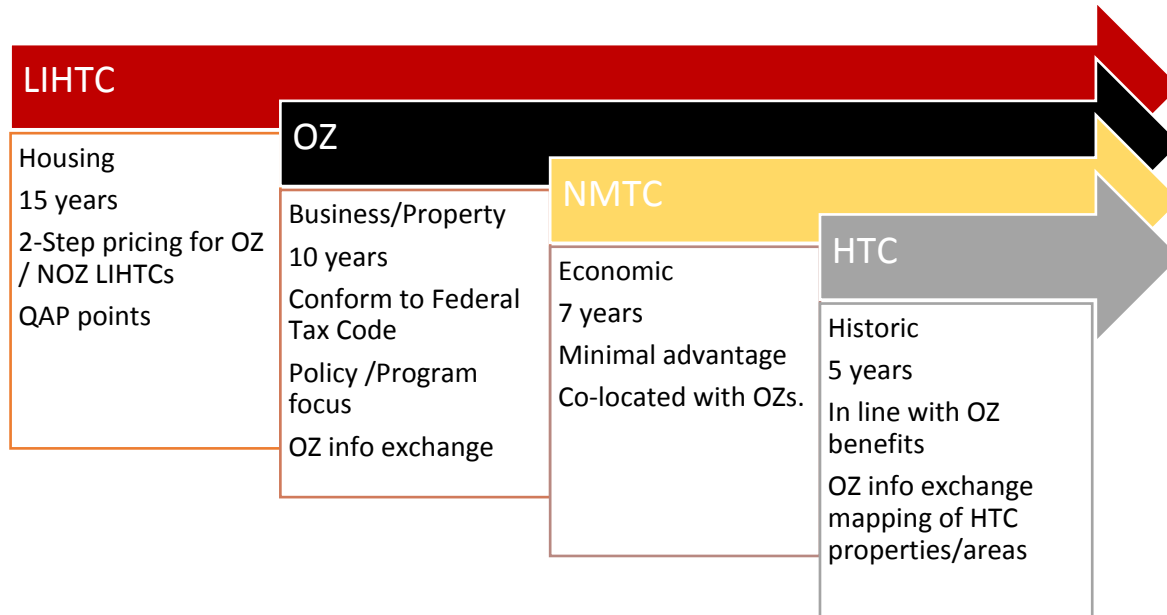 LIHTC
Housing
15 years
2-Step pricing for OZ
/ NOZ LIHTCs
QAP points
OZ
Business/Property
10 years
Conform to Federal
Tax Code
Policy /Program
focus
OZ info exchange
NMTC
Economic
7 years
Minimal advantage
Co-located with OZs.
HTC
Historic
5 years
In line with OZ
benefits
OZ info exchange
mapping of HTC
properties/areas